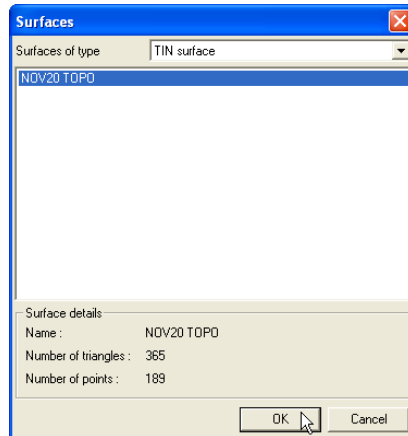 Surfaces
Surfaces of type TIN surface
NOV20 TOPO
Surface details
Name : NOV20 TOPO
Number of triangles : 365
Number of points : 189
OK Cancel